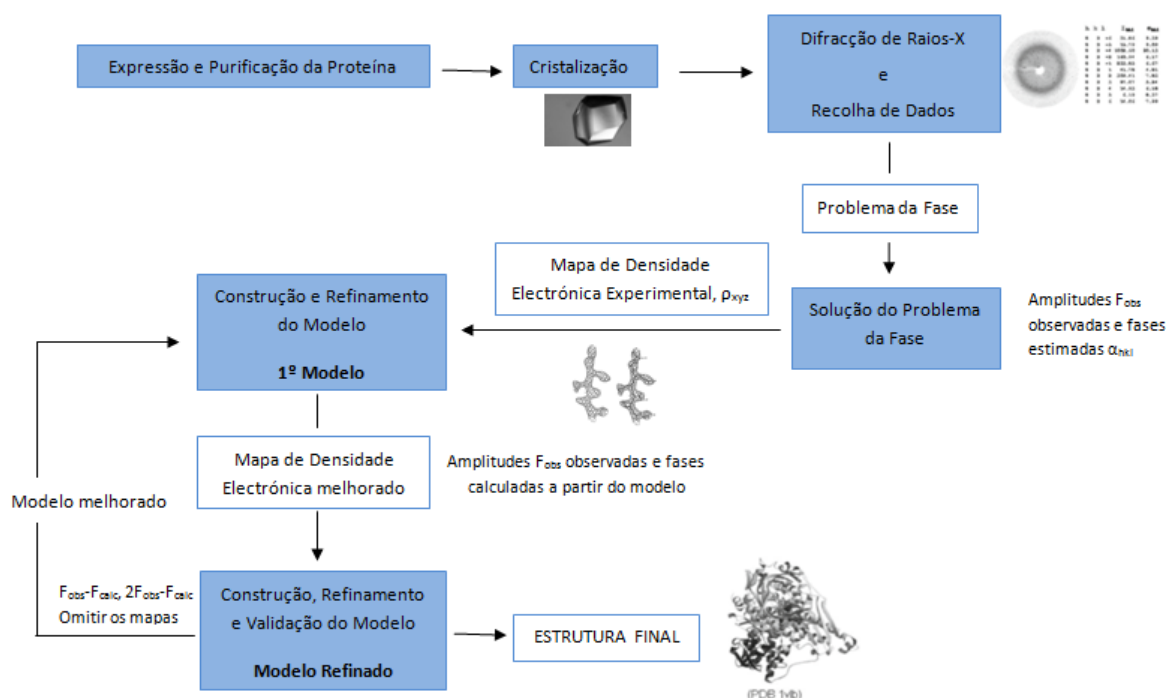 Expressão e Purificação da Proteína
Cristalização
Difracção de Raios-X
e
Recolha de Dados
Problema da Fase
Solução do Problema
da Fase
Amplitudes Fobs
observadas e fases
estimadas αhkl
Mapa de Densidade
Electrónica Experimental, ρxyz
Construção e Refinamento
do Modelo
1º Modelo
Mapa de Densidade
Electrónica melhorado
Amplitudes Fobs observadas e fases
calculadas a partir do modelo
Modelo melhorado
Fobs-Fcalc, 2Fobs-Fcalc
Omitir os mapas
Construção, Refinamento
e Validação do Modelo
Modelo Refinado
ESTRUTURA FINAL
(PDB 1vlb)